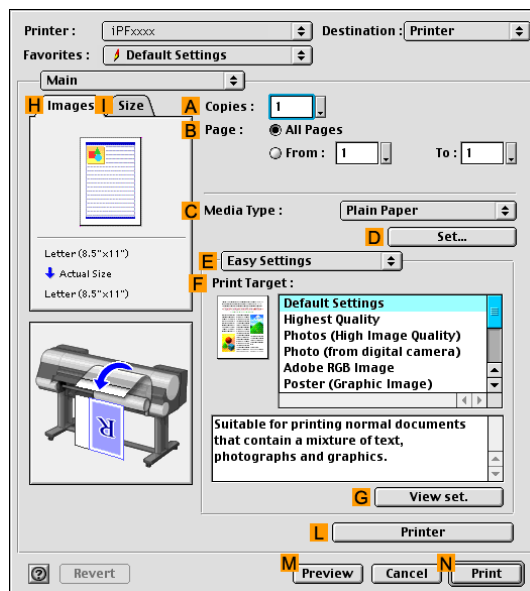 Printer : iPFxxxx Destination : Printer
Favorites : Default Settings
Main
H Images I Size
A Copies : 1
B Page : All Pages
From : 1 To : 1
C Media Type : Plain Paper
D Set...
Letter (8.5"x11")
Actual Size
Letter (8.5"x11")
E Easy Settings
F Print Target :
Default Settings
Highest Quality
Photos (High Image Quality)
Photo (from digital camera)
Adobe RGB Image
Poster (Graphic Image)
R
Suitable for printing normal documents
that contain a mixture of text,
photographs and graphics.
G View set.
L Printer
? Revert M Preview Cancel N Print